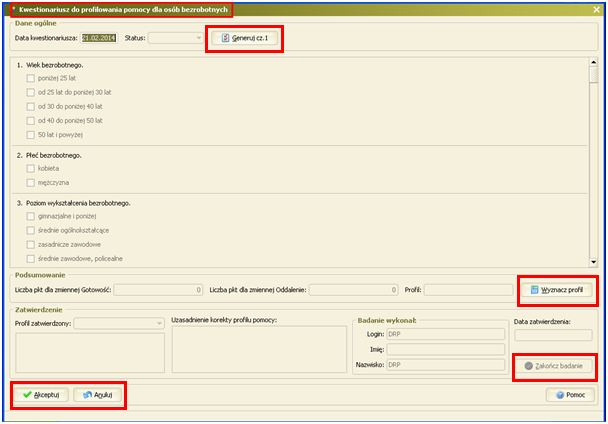 * Kwestionariusz do profilowania pomocy dla osób bezrobotnych
Dane ogólne
Data kwestionariusza: 21.02.2014 Status: Generuj cz.1
1. Wiek bezrobotnego.
poniżej 25 lat
od 25 lat do poniżej 30 lat
od 30 do poniżej 40 lat
od 40 do poniżej 50 lat
50 lat i powyżej
2. Płeć bezrobotnego.
kobieta
mężczyzna
3. Poziom wykształcenia bezrobotnego.
gimnazjalne i poniżej
średnie ogólnokształcące
zasadnicze zawodowe
średnie zawodowe, policealne
Podsumowanie
Liczba pkt dla zmiennej Gotowość: 0 Liczba pkt dla zmiennej Oddalenie: 0 Profil: Wyznacz profil
Zatwierdzenie
Profil zatwierdzony: Uzasadnienie korekty profilu pomocy: Badanie wykonał: Data zatwierdzenia:
Login: DRP
Imię:
Nazwisko: DRP Zakończ badanie
Akceptuj Anuluj Pomoc